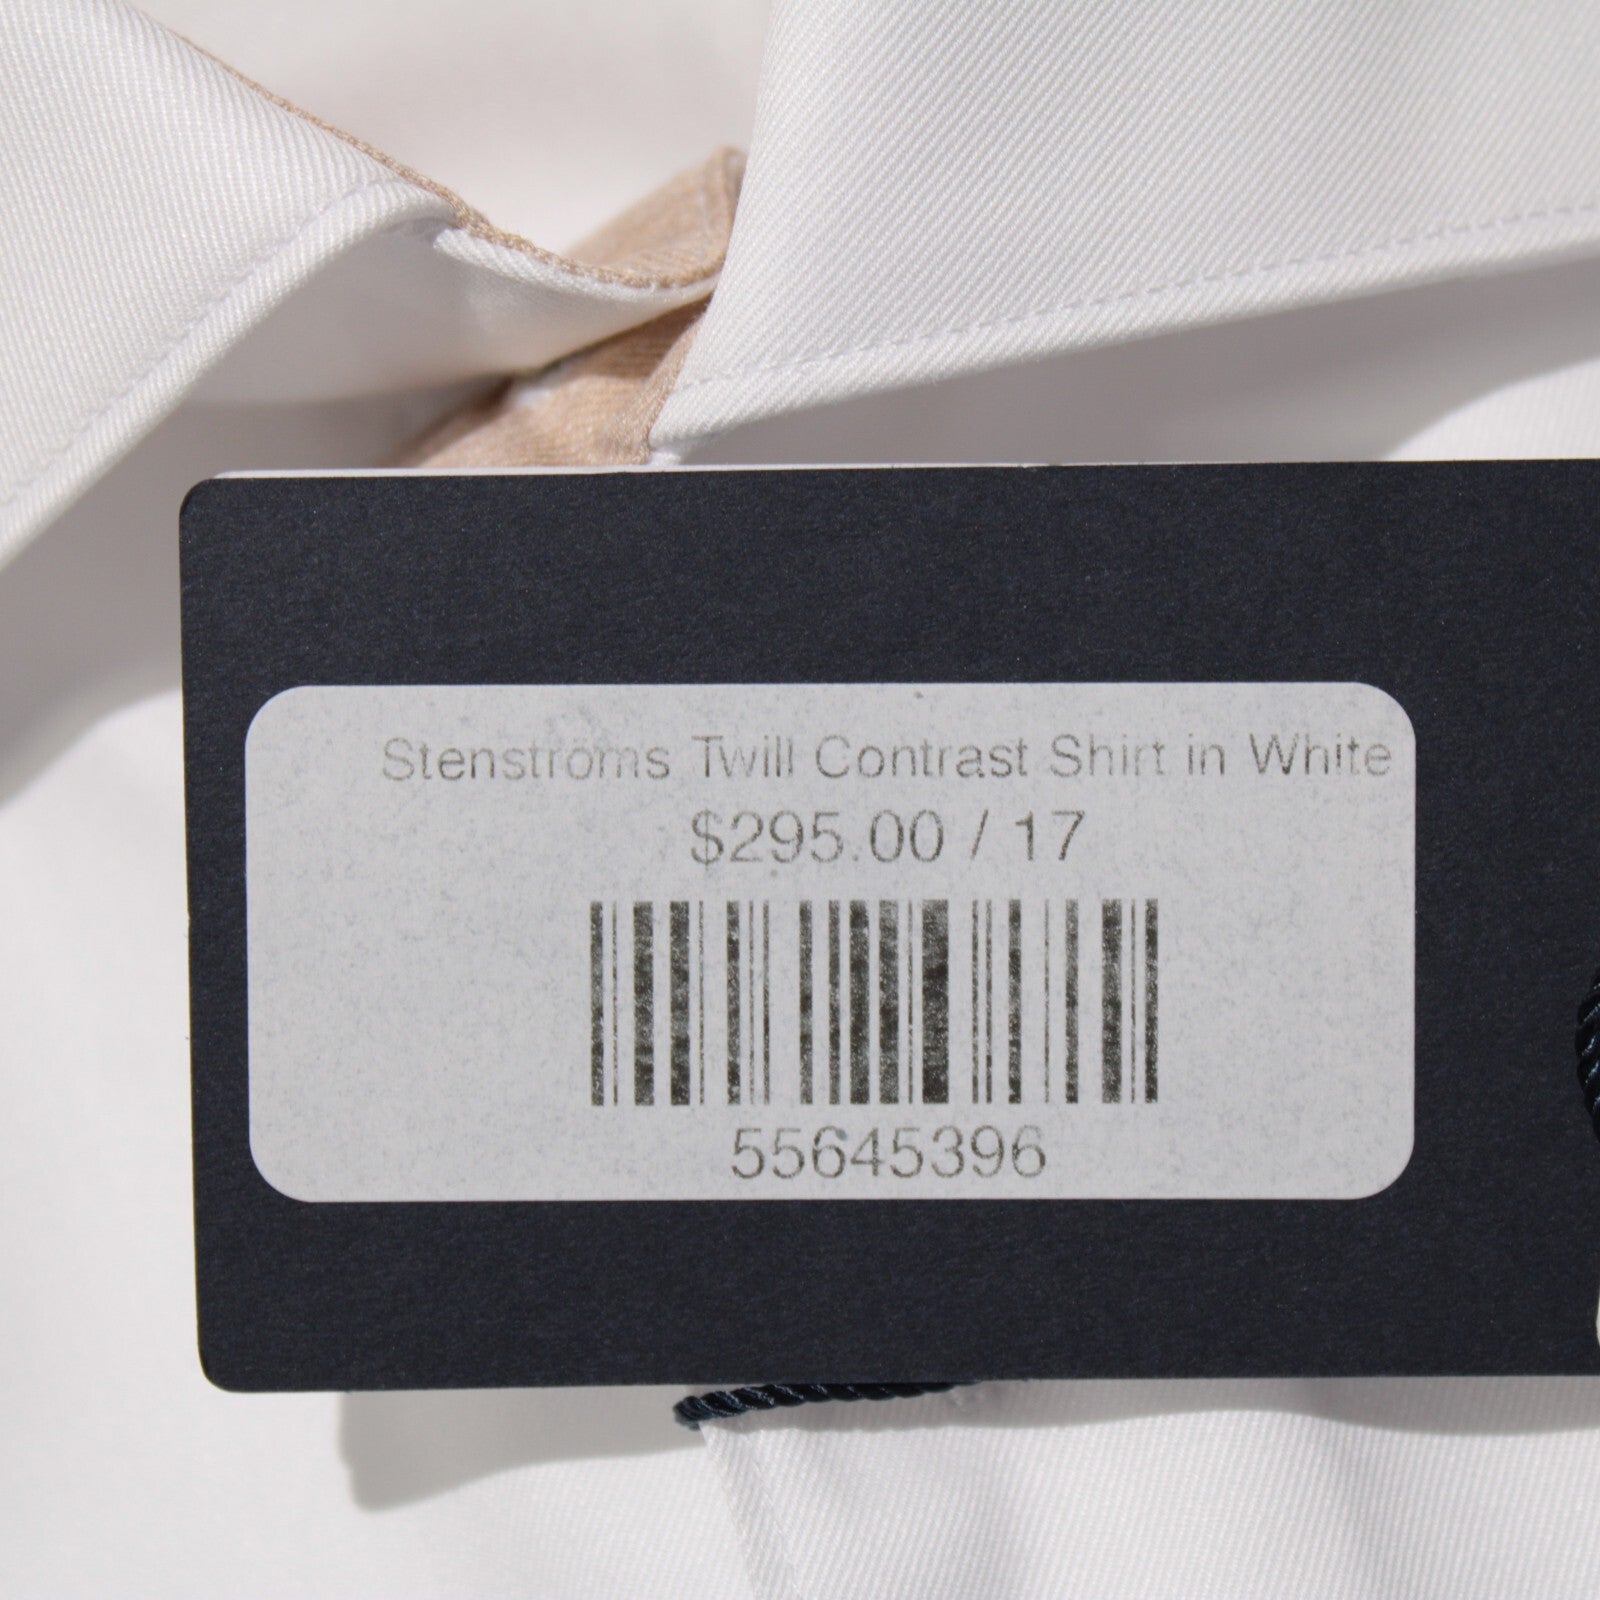 Stenströms Twill Contrast Shirt in White
$295.00 / 17
55645396